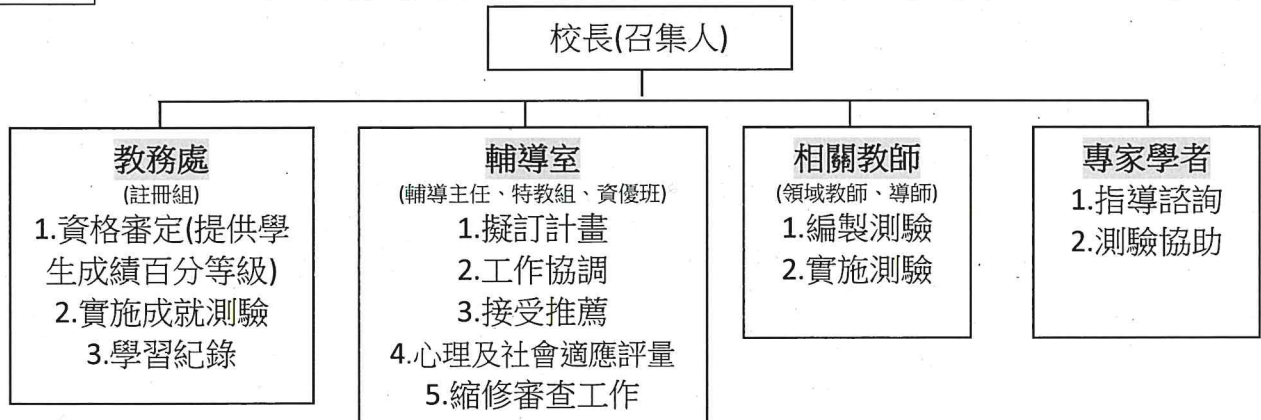 校長(召集人)
教務處
(註冊組)
1.資格審定(提供學
生成績百分等級)
2.實施成就測驗
3.學習紀錄
輔導室
(輔導主任、特教組、資優班)
1.擬訂計畫
2.工作協調
3.接受推薦
4.心理及社會適應評量
5.縮修審查工作
相關教師
(領域教師、導師)
1.編製測驗
2.實施測驗
專家學者
1.指導諮詢
2.測驗協助